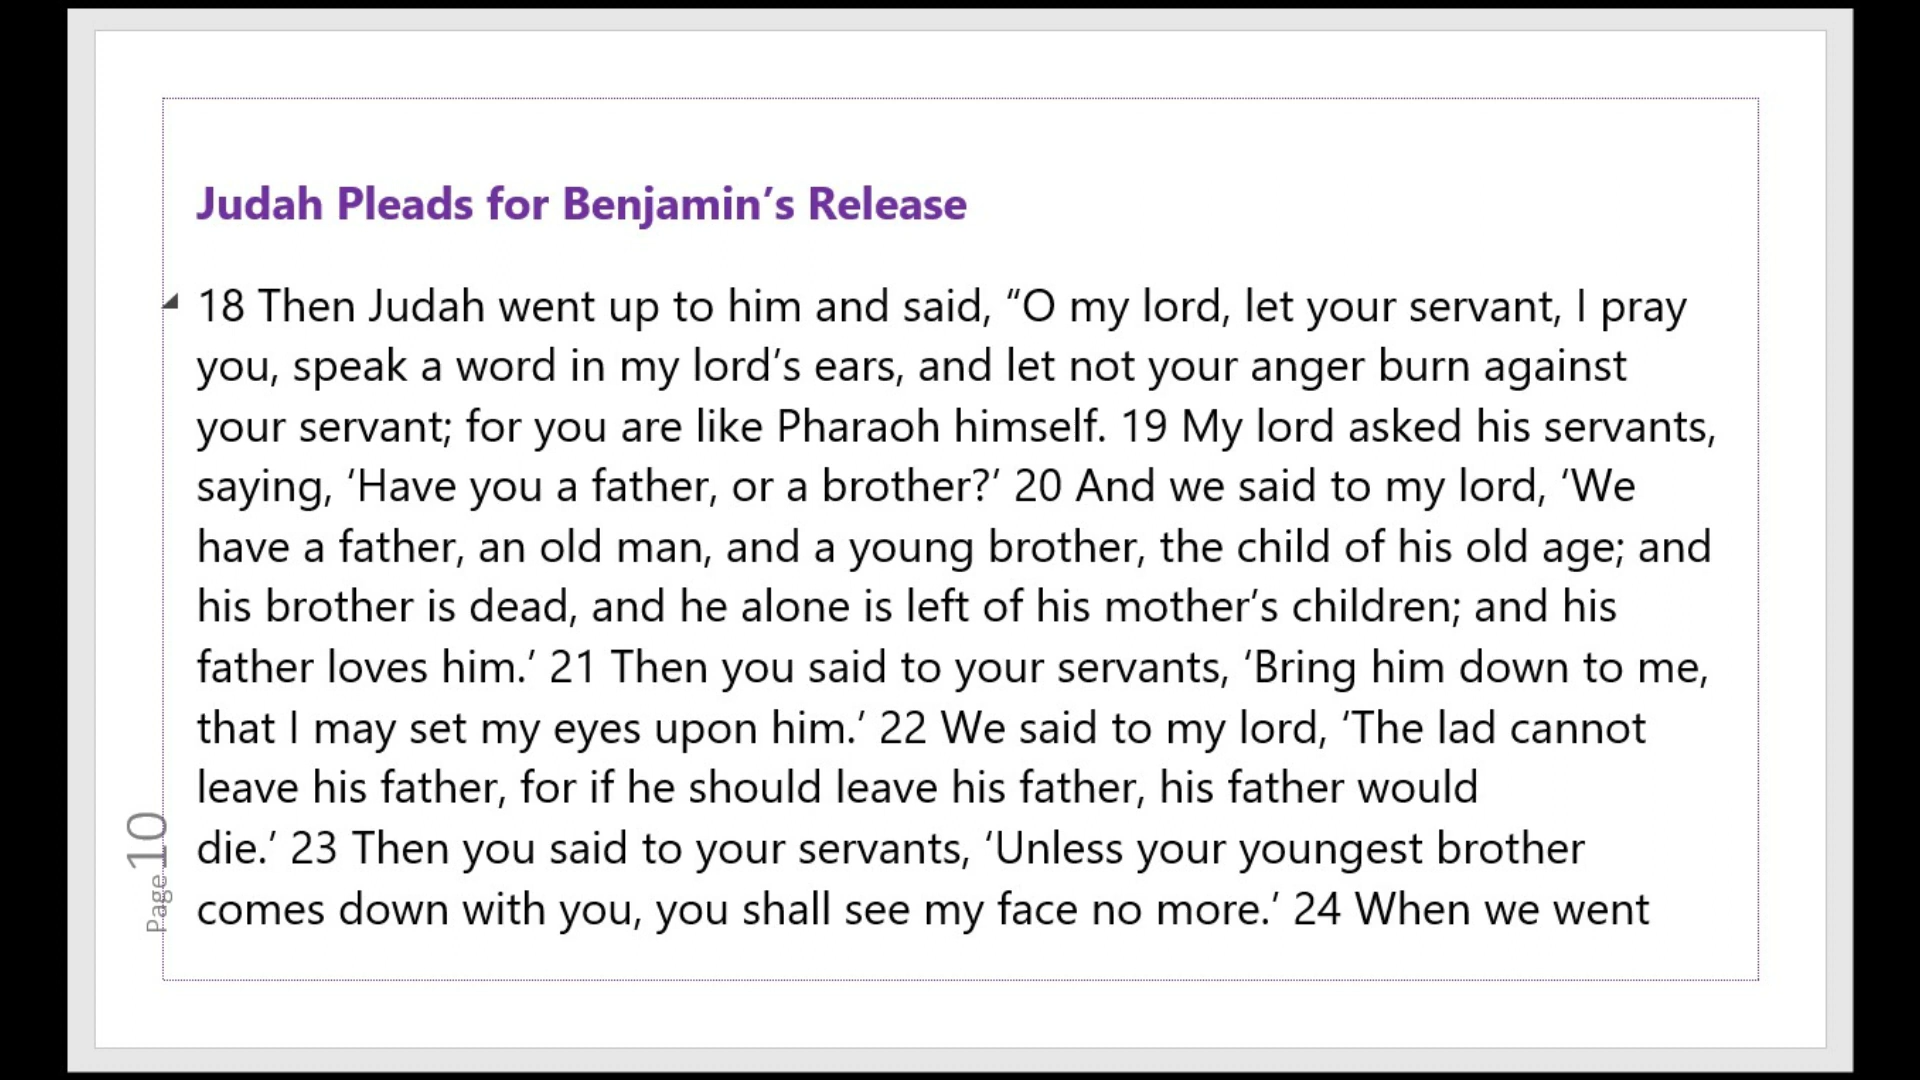 Judah Pleads for Benjamin’s Release
18 Then Judah went up to him and said, “O my lord, let your servant, I pray
you, speak a word in my lord’s ears, and let not your anger burn against
your servant; for you are like Pharaoh himself. 19 My lord asked his servants,
saying, ‘Have you a father, or a brother?’ 20 And we said to my lord, ‘We
have a father, an old man, and a young brother, the child of his old age; and
his brother is dead, and he alone is left of his mother’s children; and his
father loves him.’ 21 Then you said to your servants, ‘Bring him down to me,
that I may set my eyes upon him.’ 22 We said to my lord, ‘The lad cannot
leave his father, for if he should leave his father, his father would
die.’ 23 Then you said to your servants, ‘Unless your youngest brother
comes down with you, you shall see my face no more.’ 24 When we went
Page 10